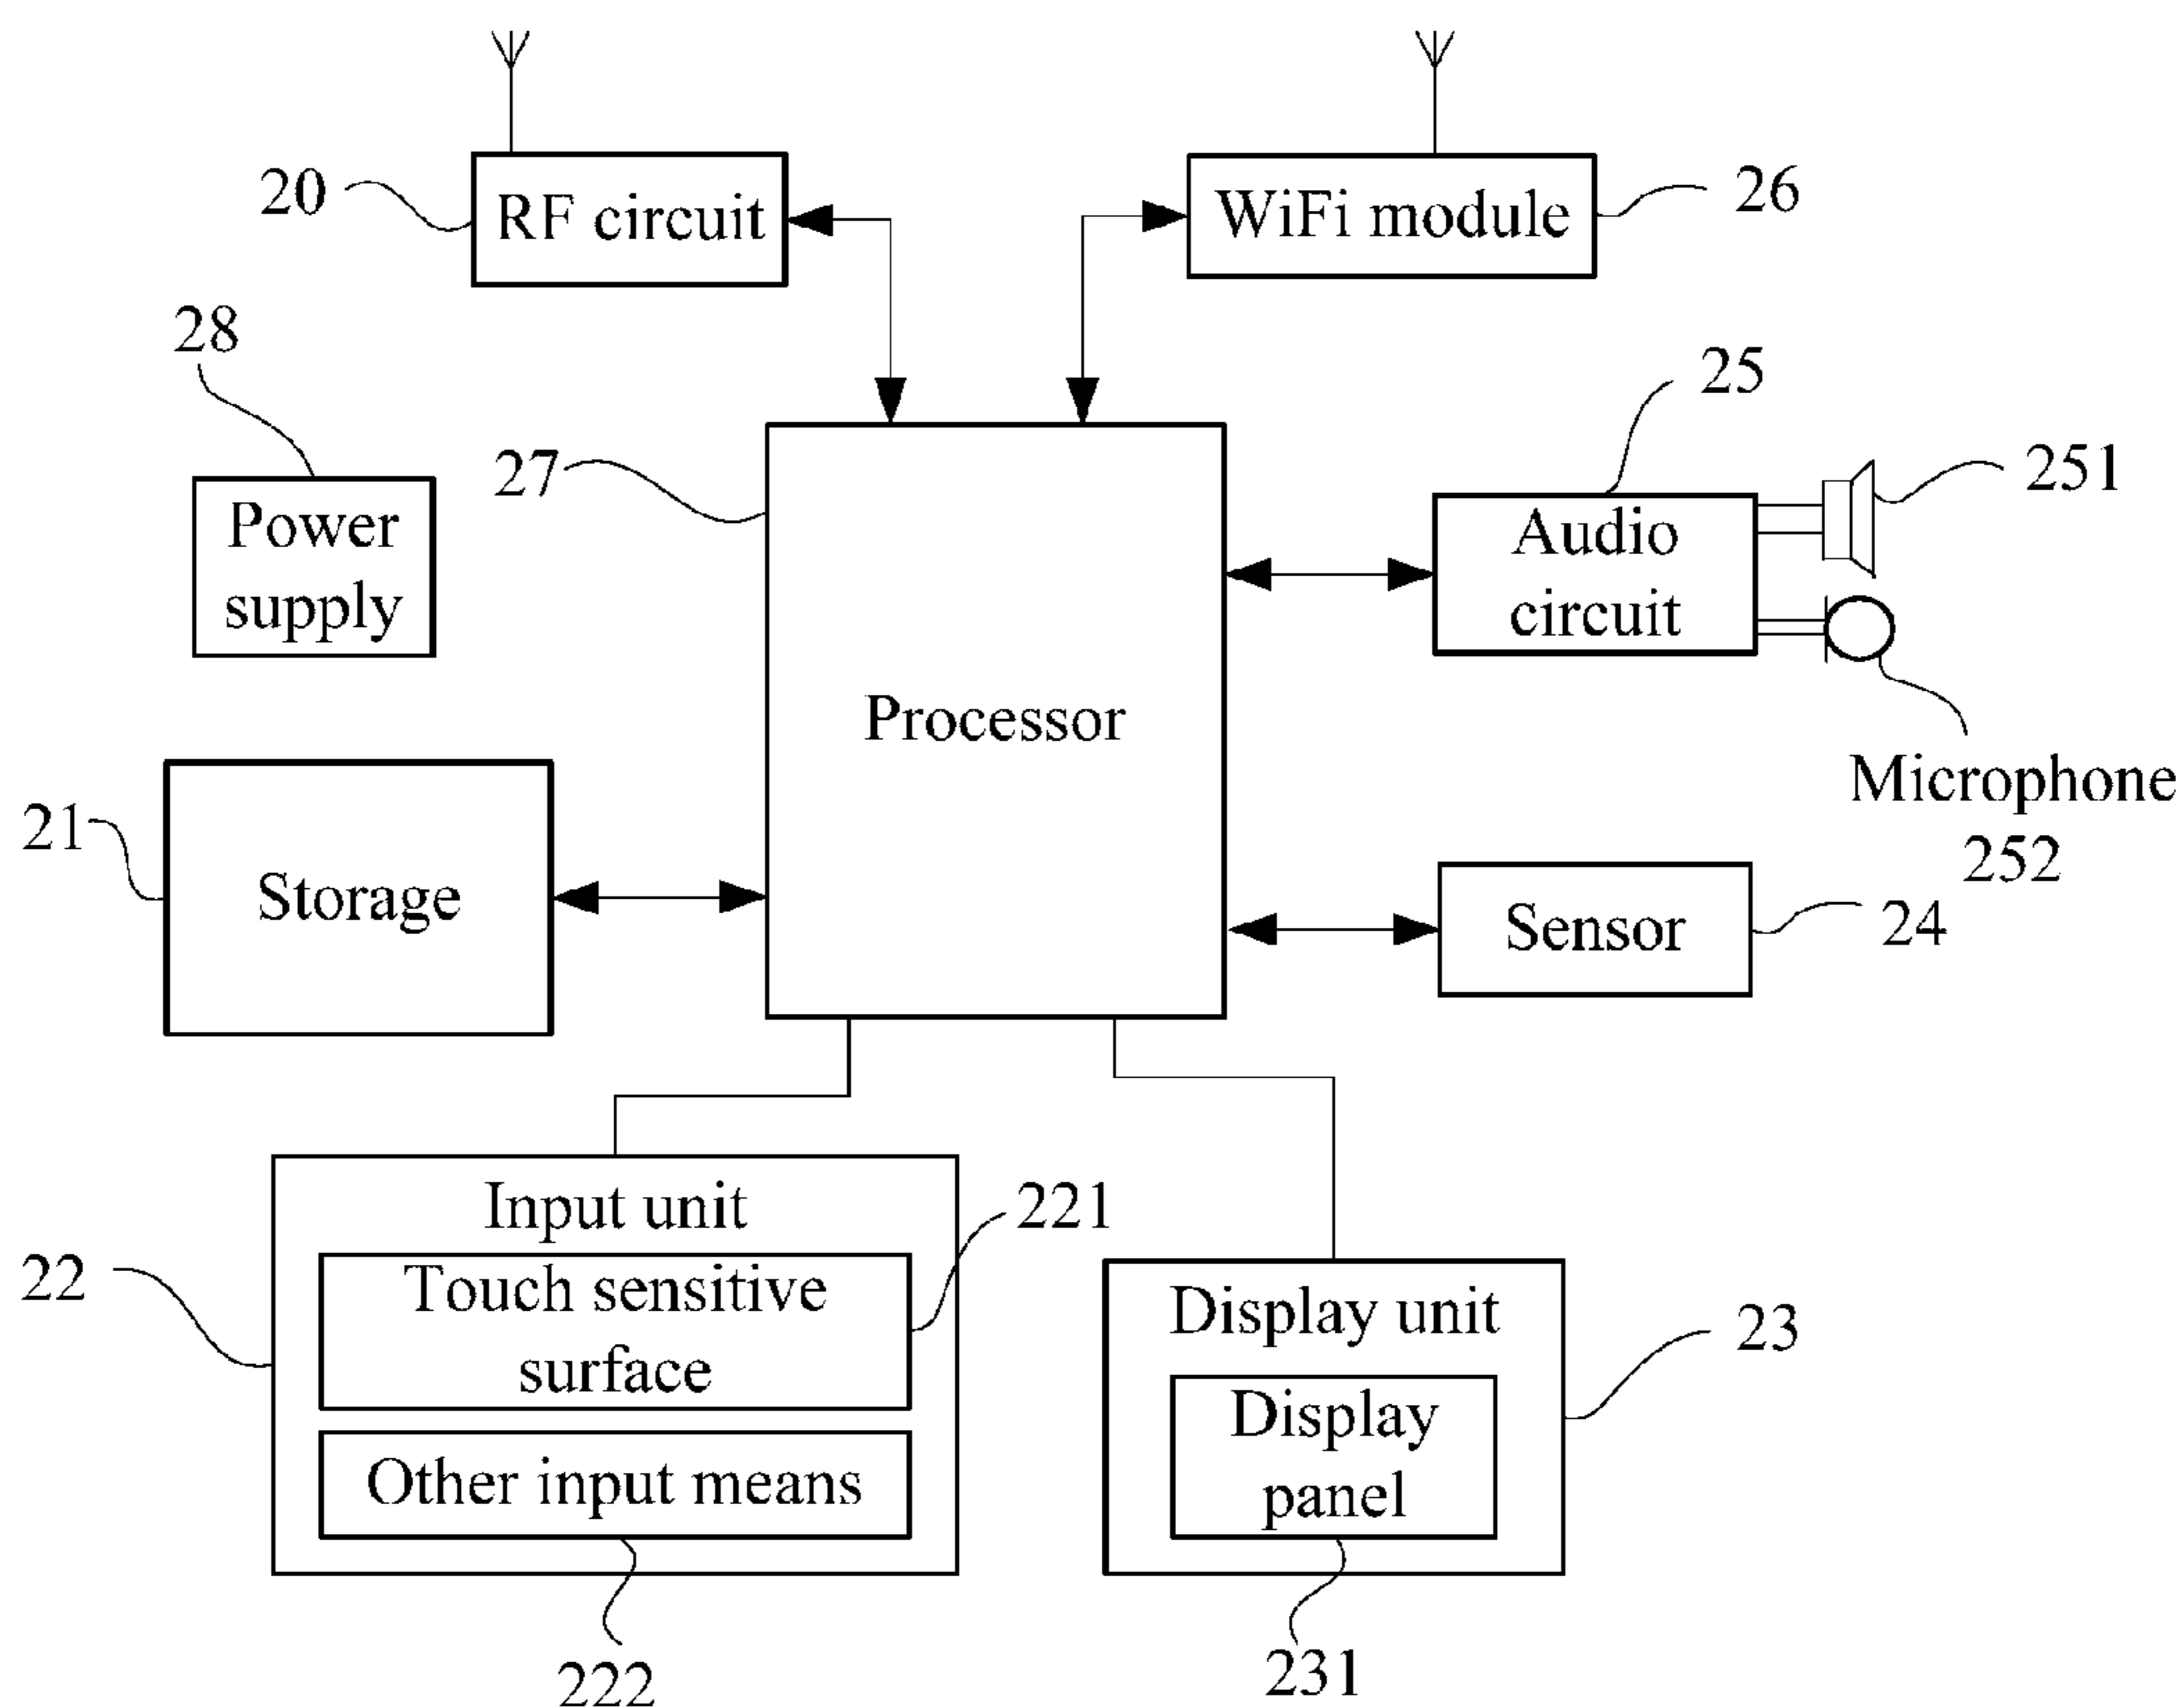 20
RF circuit
WiFi module
26
28
25
27
251
Power
supply
Audio
circuit
Processor
Microphone
252
21
Storage
Sensor
24
Input unit
221
22
Touch sensitive
surface
Display unit
23
Other input means
Display
panel
222
231